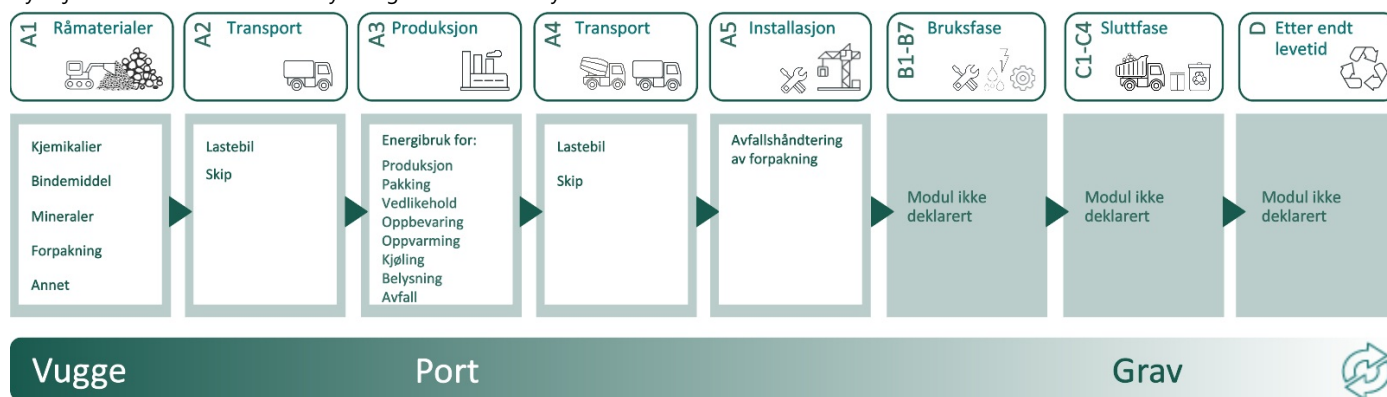 A1 Råmaterialer
A2 Transport
A3 Produksjon
A4 Transport
A5 Installasjon
B1-B7 Bruksfase
C1-C4 Sluttfase
D Etter endt
levetid
Kjemikalier
Bindemiddel
Mineraler
Forpakning
Annet
Lastebil
Skip
Energibruk for:
Produksjon
Pakking
Vedlikehold
Oppbevaring
Oppvarming
Kjøling
Belysning
Avfall
Lastebil
Skip
Avfallshåndtering
av forpakning
Modul ikke
deklarert
Modul ikke
deklarert
Modul ikke
deklarert
Vugge
Port
Grav